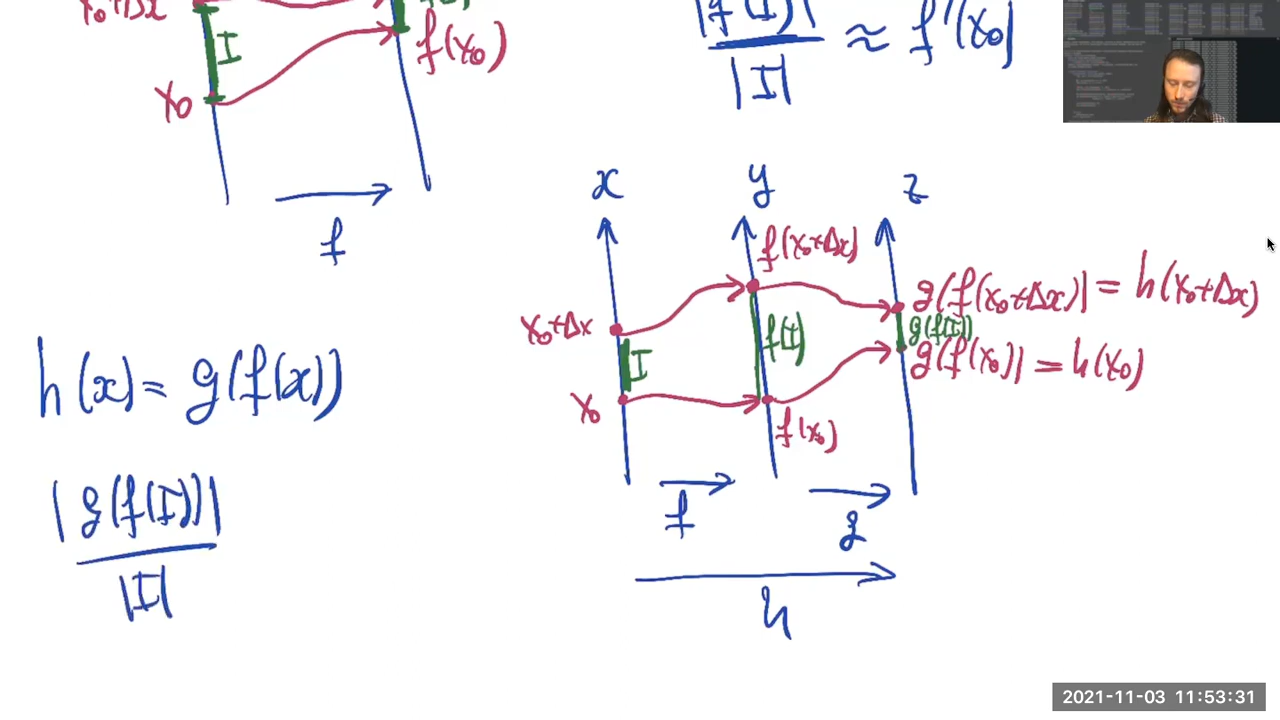 x₀+Δx
I
f(x₀)
x₀
f
|f(I)|
|I|
≈ f'(x₀)
x y z
f(x₀+Δx)
g(f(x₀+Δx)) = h(x₀+Δx)
x₀+Δx
I
f(I)
g(f(I))
g(f(x₀)) = h(x₀)
x₀
f(x₀)
f
g
h
h(x) = g(f(x))
|g(f(I))|
|I|
2021-11-03 11:53:31